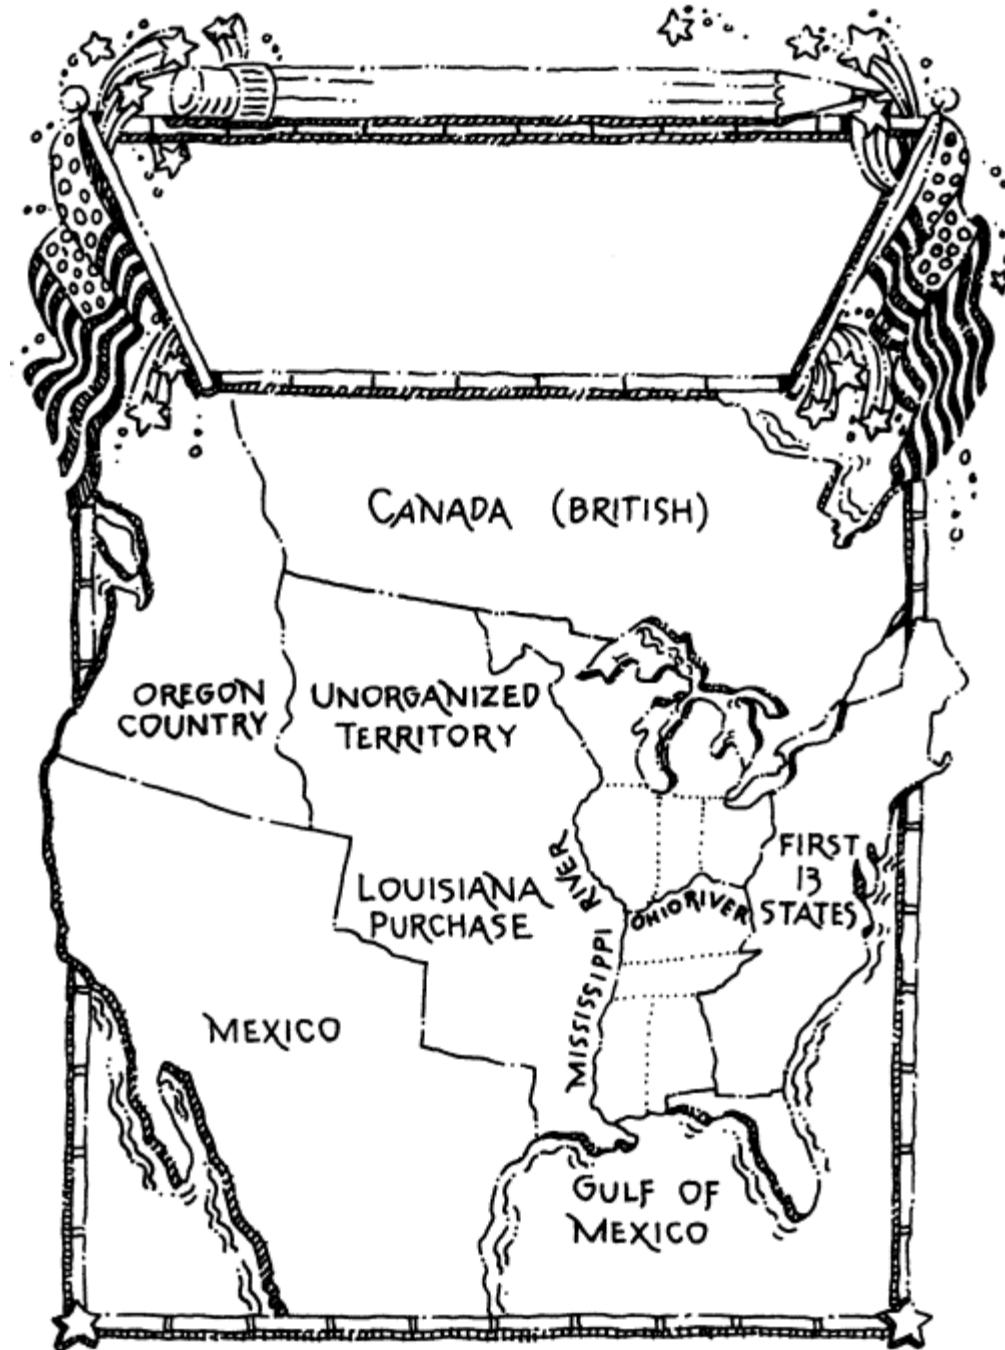 CANADA (BRITISH)
OREGON
COUNTRY
UNORGANIZED
TERRITORY
FIRST
13
STATES
LOUISIANA
PURCHASE
MISSISSIPPI RIVER
OHIO RIVER
MEXICO
GULF OF
MEXICO